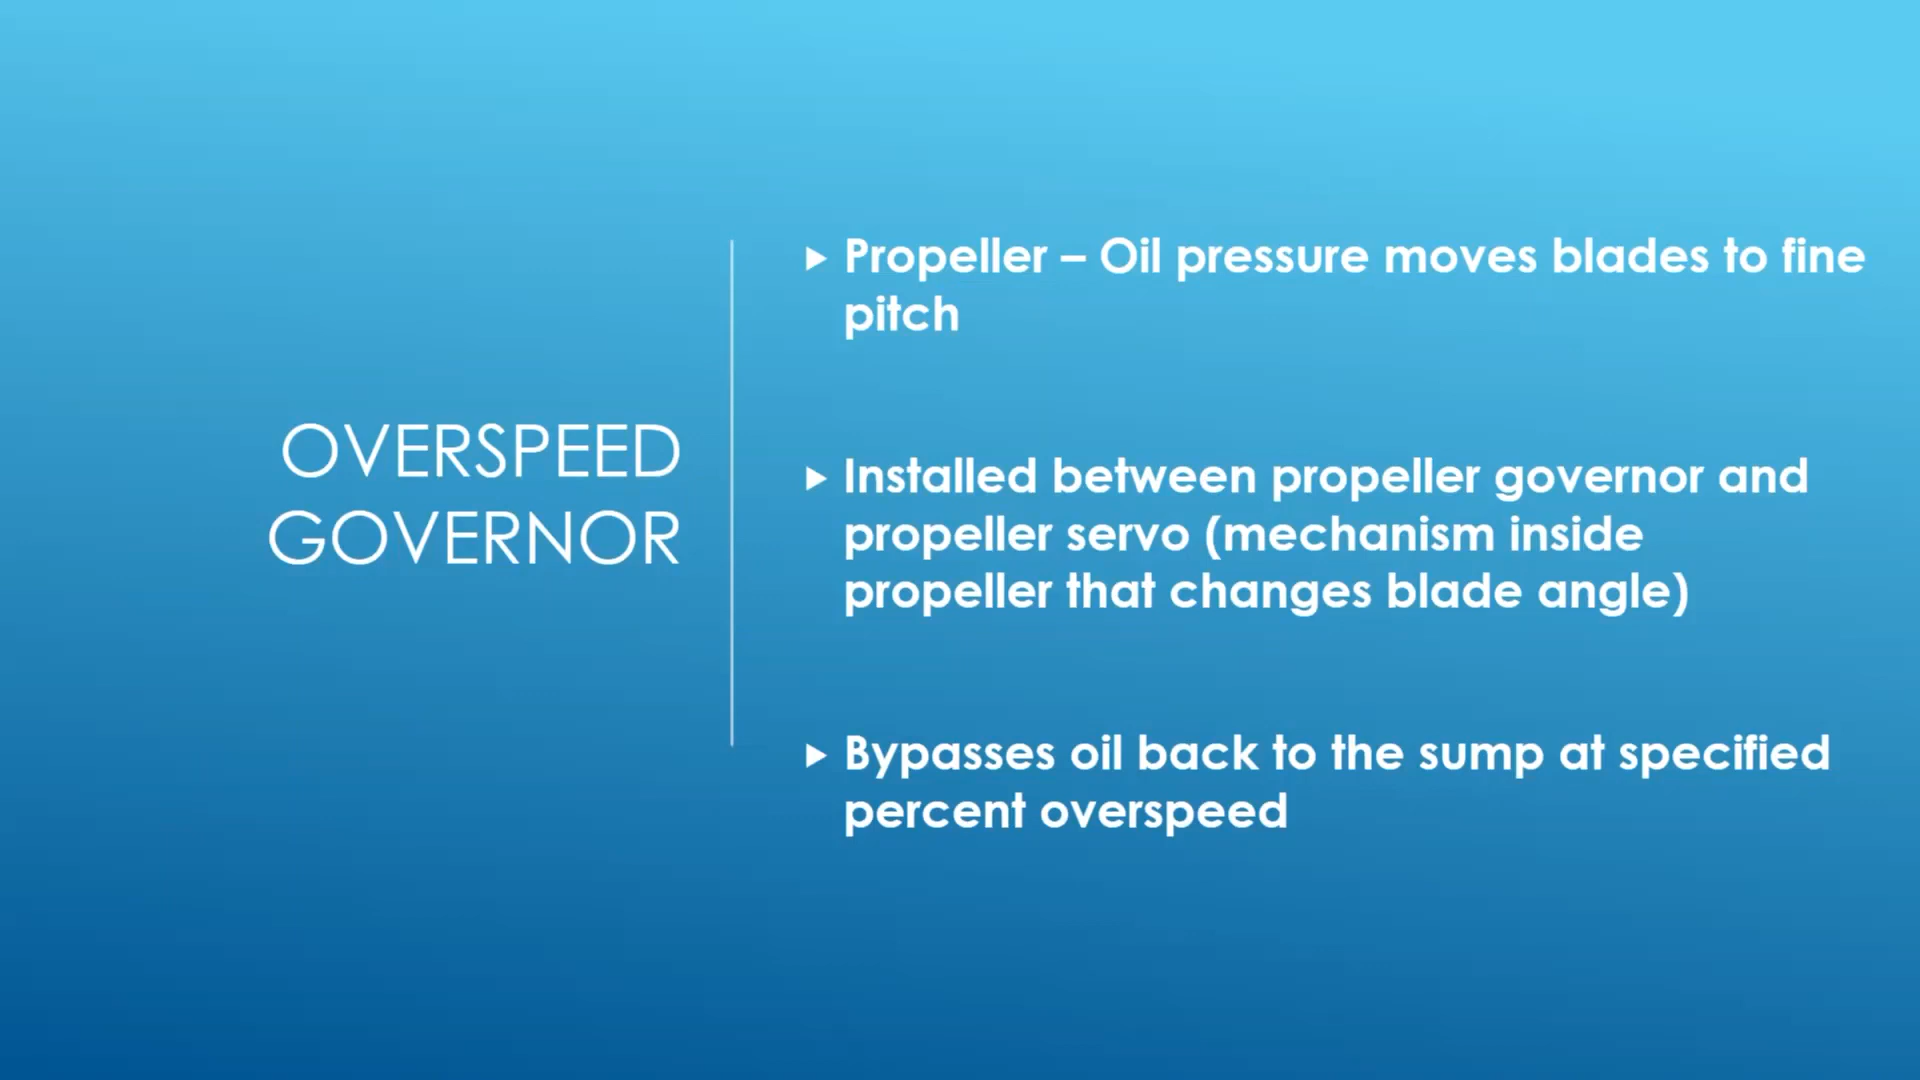 OVERSPEED
GOVERNOR
Propeller – Oil pressure moves blades to fine
pitch
Installed between propeller governor and
propeller servo (mechanism inside
propeller that changes blade angle)
Bypasses oil back to the sump at specified
percent overspeed